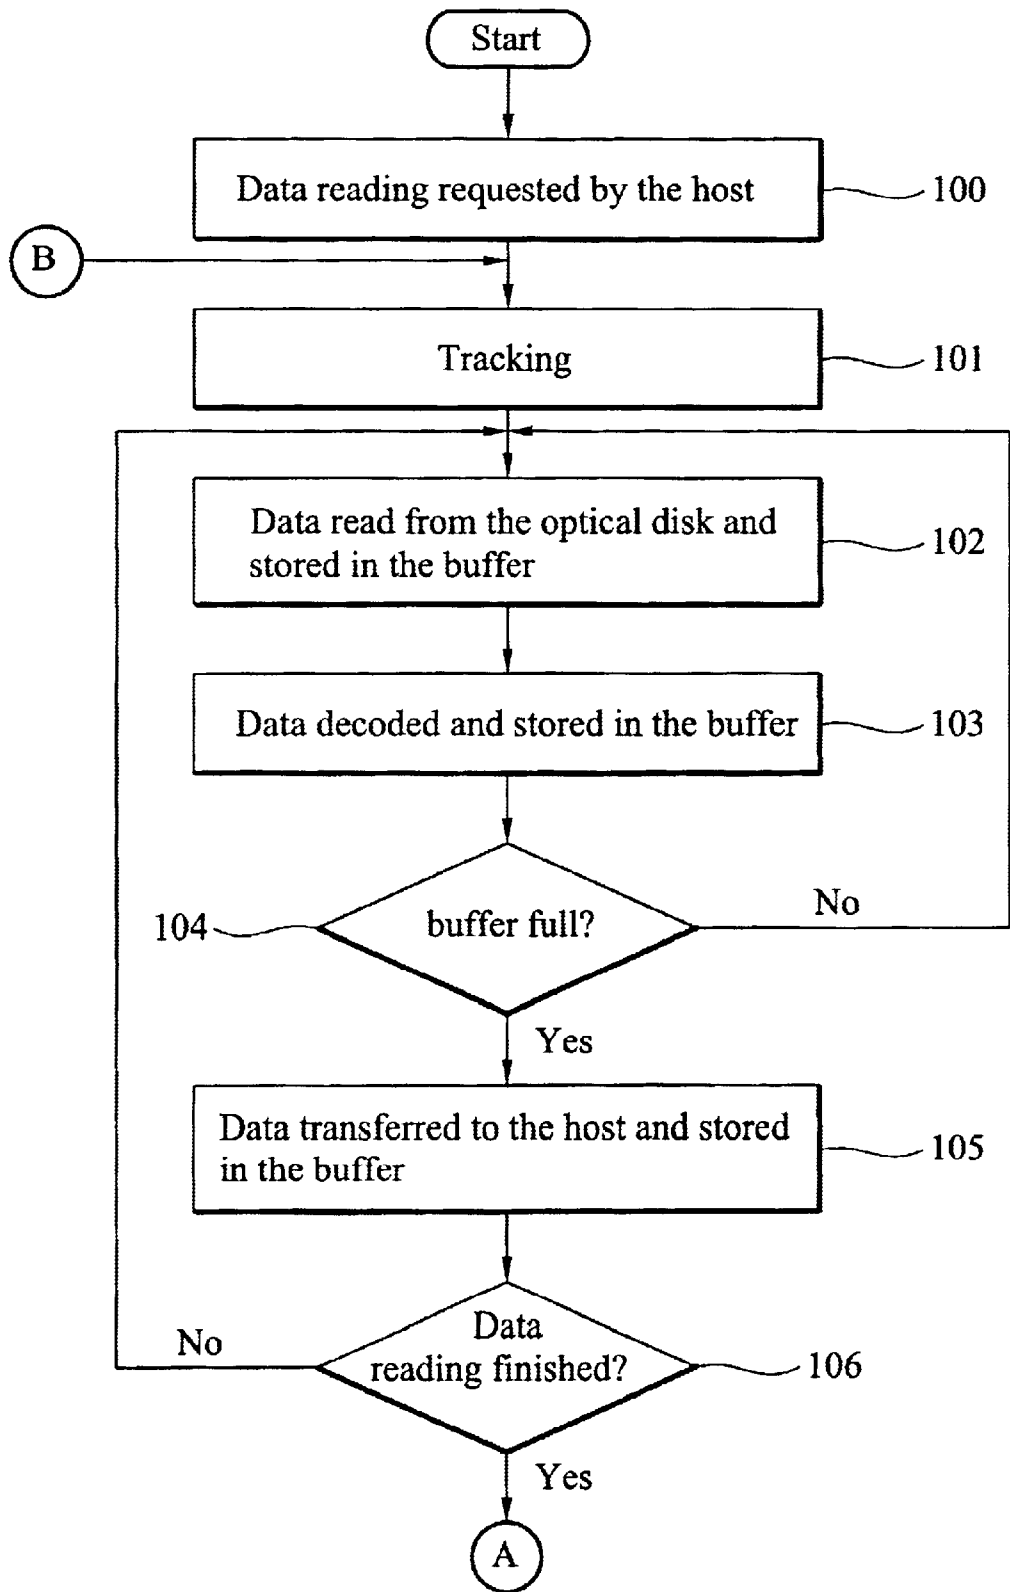 Start
Data reading requested by the host
100
B
Tracking
101
Data read from the optical disk and
stored in the buffer
102
Data decoded and stored in the buffer
103
buffer full?
104
No
Yes
Data transferred to the host and stored
in the buffer
105
Data
reading finished?
106
No
Yes
A